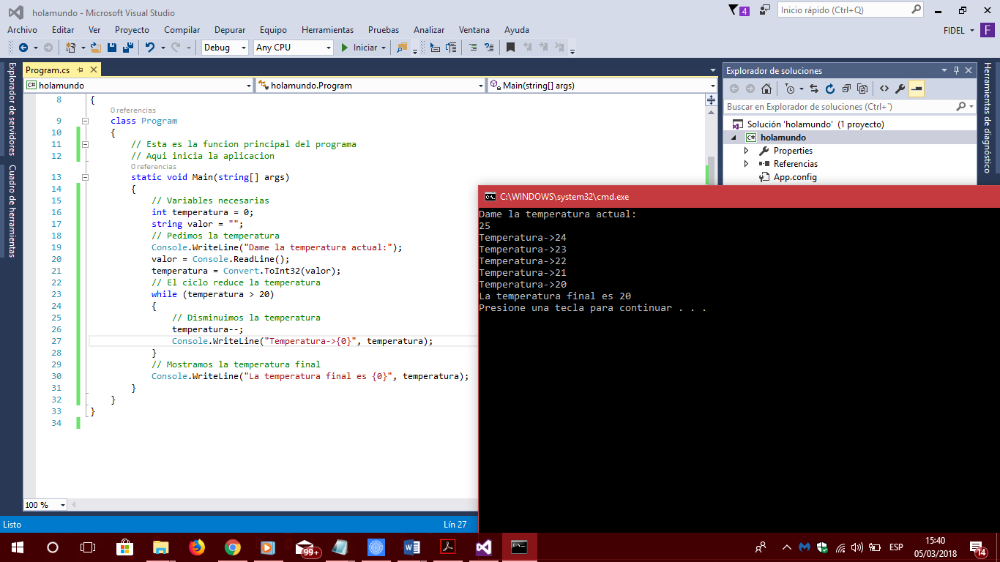 holamundo - Microsoft Visual Studio
4
Inicio rápido (Ctrl+Q)
Archivo Editar Ver Proyecto Compilar Depurar Equipo Herramientas Pruebas Analizar Ventana Ayuda
FIDEL F
Debug Any CPU Iniciar
Explorador de servidores
Cuadro de herramientas
Program.cs
holamundo holamundo.Program Main(string[] args)
8 {
0 referencias
9 class Program
10 {
11 // Esta es la funcion principal del programa
12 // Aqui inicia la aplicacion
0 referencias
13 static void Main(string[] args)
14 {
15 // Variables necesarias
16 int temperatura = 0;
17 string valor = "";
18 // Pedimos la temperatura
19 Console.WriteLine("Dame la temperatura actual:");
20 valor = Console.ReadLine();
21 temperatura = Convert.ToInt32(valor);
22 // El ciclo reduce la temperatura
23 while (temperatura > 20)
24 {
25 // Disminuimos la temperatura
26 temperatura--;
27 Console.WriteLine("Temperatura->{0}", temperatura);
28 }
29 // Mostramos la temperatura final
30 Console.WriteLine("La temperatura final es {0}", temperatura);
31 }
32 }
33 }
34
100 %
Explorador de soluciones
Buscar en Explorador de soluciones (Ctrl+`)
Solución 'holamundo' (1 proyecto)
C# holamundo
Properties
Referencias
App.config
Herramientas de diagnóstico
C:\WINDOWS\system32\cmd.exe
Dame la temperatura actual:
25
Temperatura->24
Temperatura->23
Temperatura->22
Temperatura->21
Temperatura->20
La temperatura final es 20
Presione una tecla para continuar . . .
Listo Lín 27
99+
ESP
15:40
05/03/2018
14